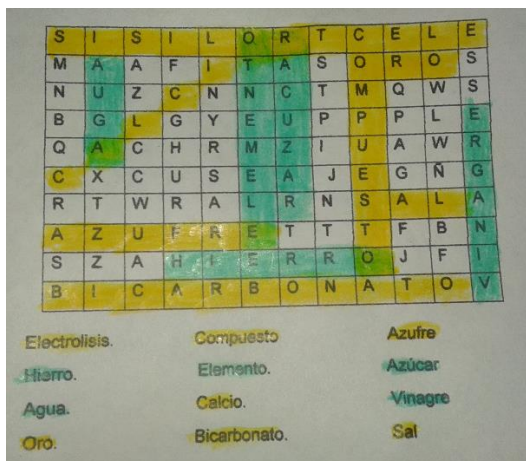 S I S I L O R T C E L E
M A A F I T A S O R O S
N U Z C N N C T M Q W S
B G L G Y E U P P P L E
Q A C H R M Z I U A W R
C X C U S E A J E G Ñ G
R T W R A L R N S A L A
A Z U F R E T T T F B N
S Z A H I E R R O J F I
B I C A R B O N A T O V
Electrolisis. Compuesto Azufre
Hierro. Elemento. Azúcar
Agua. Calcio. Vinagre
Oro. Bicarbonato. Sal